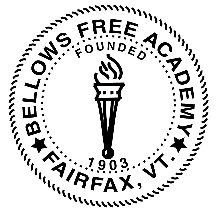 BELLOWS FREE ACADEMY
FOUNDED
1903
FAIRFAX, VT.